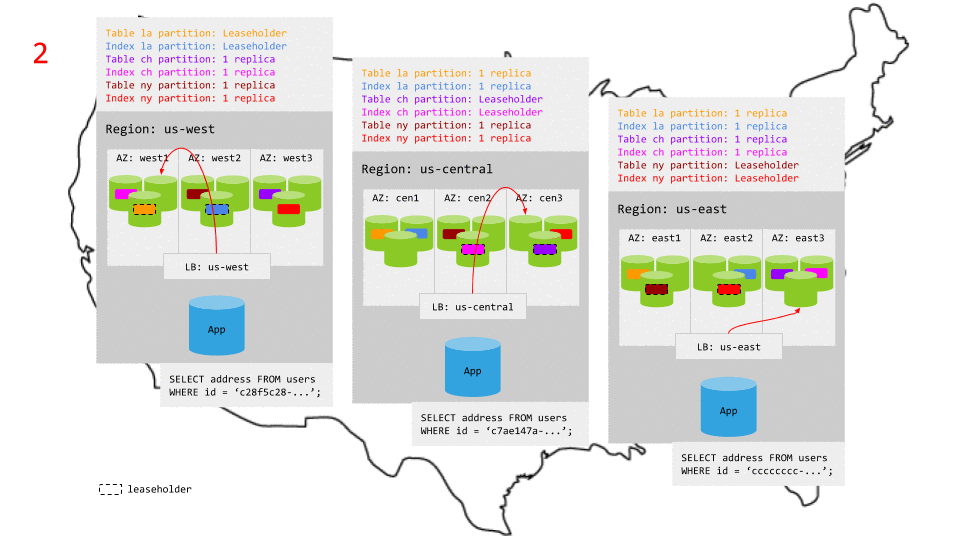 2
Table la partition: Leaseholder
Index la partition: Leaseholder
Table ch partition: 1 replica
Index ch partition: 1 replica
Table ny partition: 1 replica
Index ny partition: 1 replica
Region: us-west
AZ: west1
AZ: west2
AZ: west3
LB: us-west
App
SELECT address FROM users
WHERE id = ‘c28f5c28-...’;
Table la partition: 1 replica
Index la partition: 1 replica
Table ch partition: Leaseholder
Index ch partition: Leaseholder
Table ny partition: 1 replica
Index ny partition: 1 replica
Region: us-central
AZ: cen1
AZ: cen2
AZ: cen3
LB: us-central
App
SELECT address FROM users
WHERE id = ‘c7ae147a-...’;
Table la partition: 1 replica
Index la partition: 1 replica
Table ch partition: 1 replica
Index ch partition: 1 replica
Table ny partition: Leaseholder
Index ny partition: Leaseholder
Region: us-east
AZ: east1
AZ: east2
AZ: east3
LB: us-east
App
SELECT address FROM users
WHERE id = ‘cccccccc-...’;
leaseholder